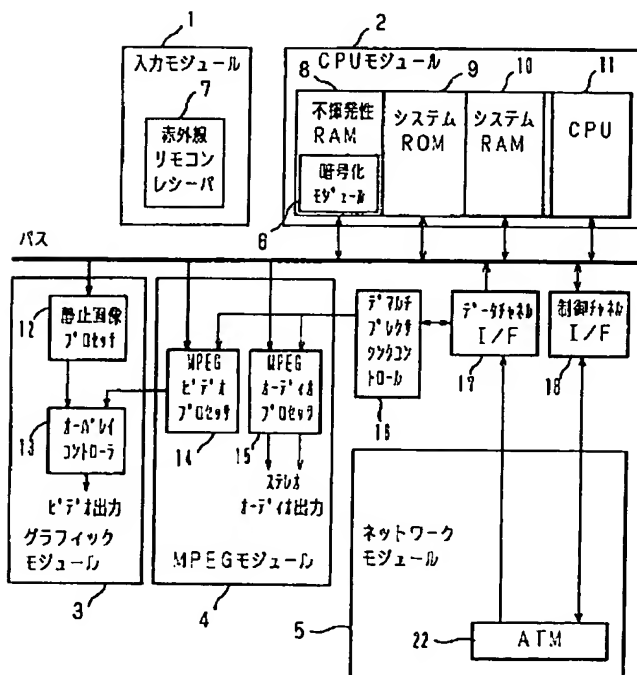 1
入力モジュール
7
赤外線
リモコン
レシーバ
2
CPUモジュール
8
不揮発性
RAM
暗号化
モジュール
6
9
システム
ROM
10
システム
RAM
11
CPU
バス
12
静止画像
プロセッサ
13
オーバレイ
コントローラ
ビデオ出力
グラフィック
モジュール
3
MPEG
ビデオ
プロセッサ
14
MPEG
オーディオ
プロセッサ
15
ステレオ
オーディオ出力
MPEGモジュール
4
デマルチ
プレクサ
シンクコン
トロール
16
データチャネル
I/F
17
制御チャネル
I/F
18
ネットワーク
モジュール
5
22
ATM